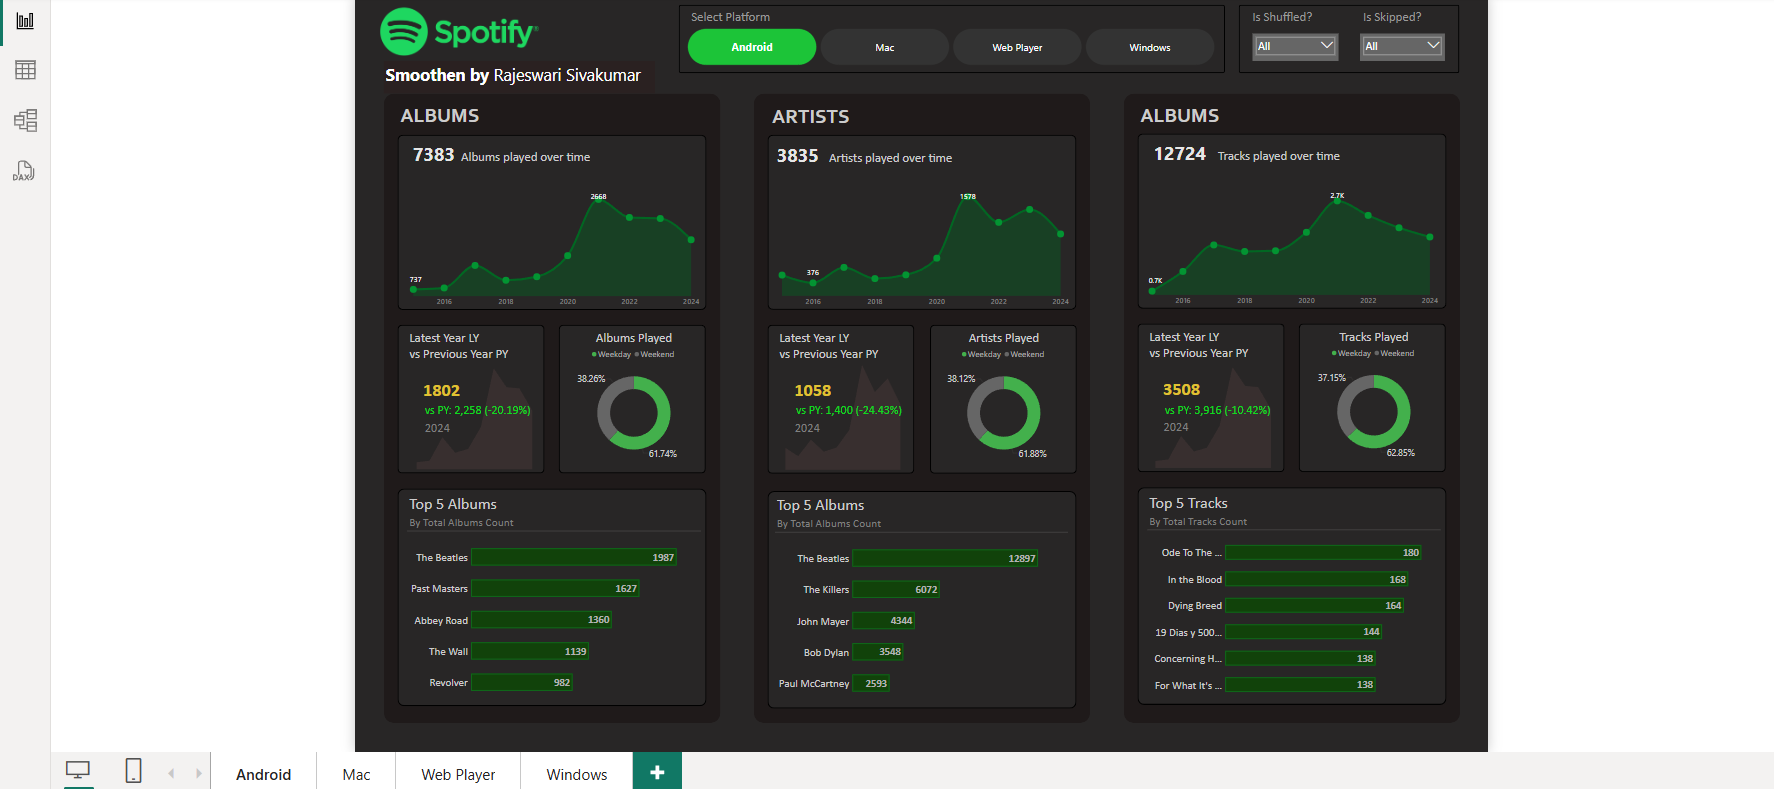 Spotify
Smoothen by Rajeswari Sivakumar
Select Platform
Android
Mac
Web Player
Windows
Is Shuffled?
All
Is Skipped?
All
ALBUMS
7383 Albums played over time
2668
737
2016 2018 2020 2022 2024
Latest Year LY
vs Previous Year PY
1802
vs PY: 2,258 (-20.19%)
2024
Albums Played
Weekday Weekend
38.26%
61.74%
Top 5 Albums
By Total Albums Count
The Beatles 1987
Past Masters 1627
Abbey Road 1360
The Wall 1139
Revolver 982
ARTISTS
3835 Artists played over time
1578
376
2016 2018 2020 2022 2024
Latest Year LY
vs Previous Year PY
1058
vs PY: 1,400 (-24.43%)
2024
Artists Played
Weekday Weekend
38.12%
61.88%
Top 5 Albums
By Total Albums Count
The Beatles 12897
The Killers 6072
John Mayer 4344
Bob Dylan 3548
Paul McCartney 2593
ALBUMS
12724 Tracks played over time
2.7K
0.7K
2016 2018 2020 2022 2024
Latest Year LY
vs Previous Year PY
3508
vs PY: 3,916 (-10.42%)
2024
Tracks Played
Weekday Weekend
37.15%
62.85%
Top 5 Tracks
By Total Tracks Count
Ode To The ... 180
In the Blood 168
Dying Breed 164
19 Dias y 500... 144
Concerning H... 138
For What It's ... 138
DAX
Android
Mac
Web Player
Windows
+